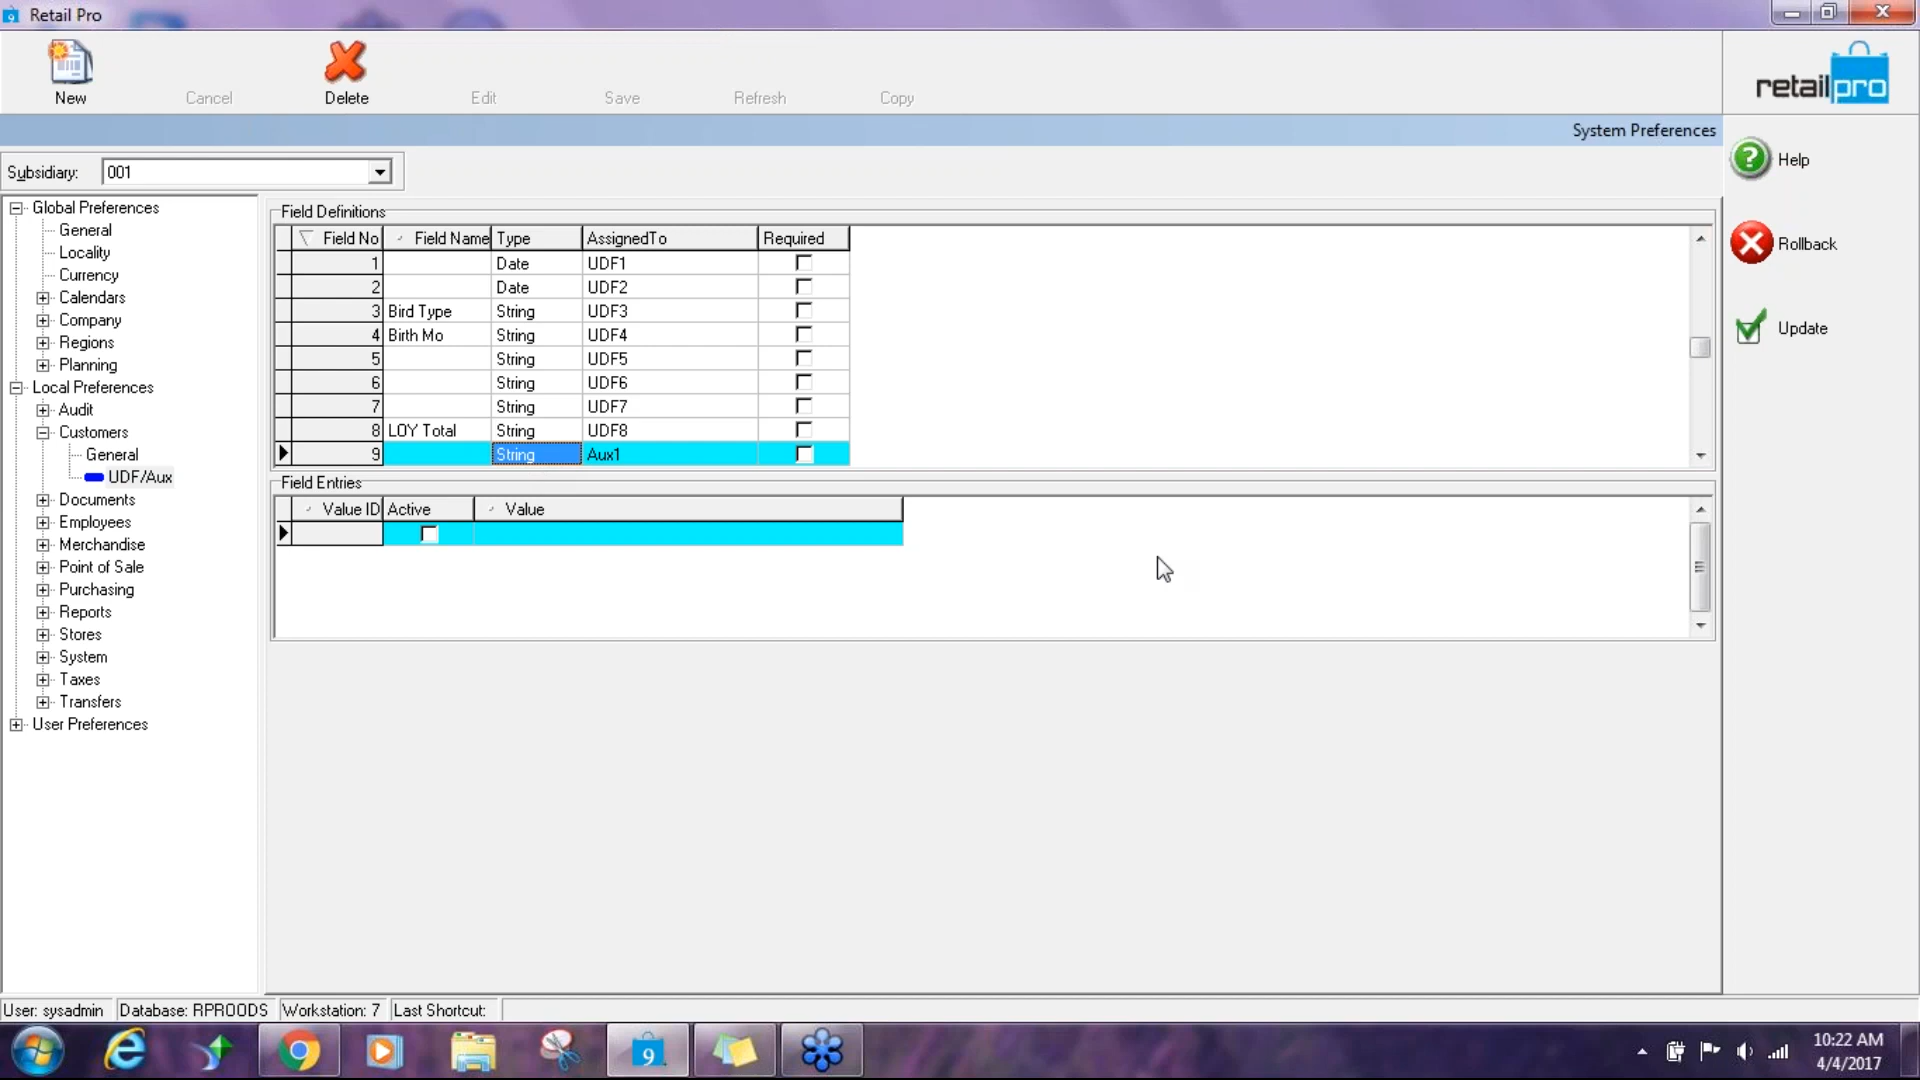 Retail Pro
New
Cancel
Delete
Edit
Save
Refresh
Copy
retailpro
System Preferences
Subsidiary: 001
Help
Rollback
Update
Global Preferences
General
Locality
Currency
Calendars
Company
Regions
Planning
Local Preferences
Audit
Customers
General
UDF/Aux
Documents
Employees
Merchandise
Point of Sale
Purchasing
Reports
Stores
System
Taxes
Transfers
User Preferences
Field Definitions
Field No Field Name Type AssignedTo Required
1 Date UDF1
2 Date UDF2
3 Bird Type String UDF3
4 Birth Mo String UDF4
5 String UDF5
6 String UDF6
7 String UDF7
8 LOY Total String UDF8
9 String Aux1
Field Entries
Value ID Active Value
User: sysadmin Database: RPROODS Workstation: 7 Last Shortcut:
9
10:22 AM
4/4/2017